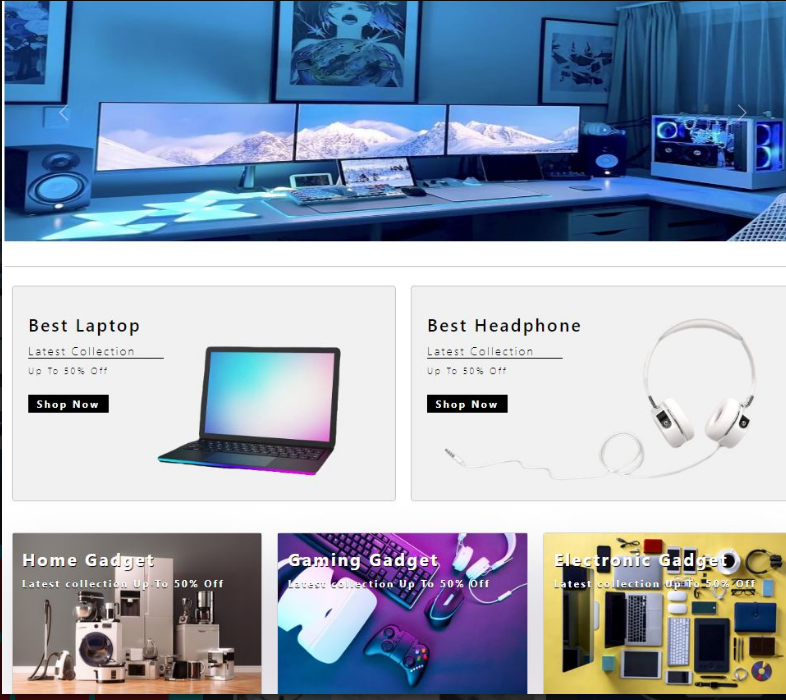 Best Laptop
Latest Collection
Up To 50% Off
Shop Now
Best Headphone
Latest Collection
Up To 50% Off
Shop Now
Home Gadget
Latest collection Up To 50% Off
Gaming Gadget
Latest collection Up To 50% Off
Electronic Gadget
Latest collection Up To 50% Off